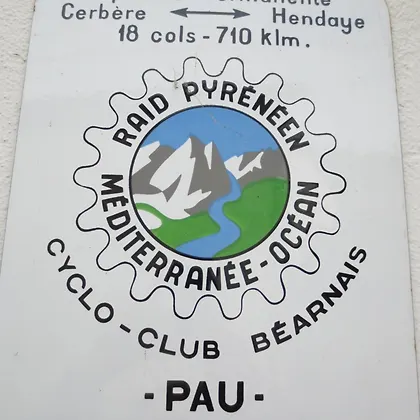 Cerbère ⟷ Hendaye
18 cols - 710 klm.
RAID PYRÉNÉEN
MÉDITERRANÉE - OCÉAN
CYCLO - CLUB BÉARNAIS
- PAU -